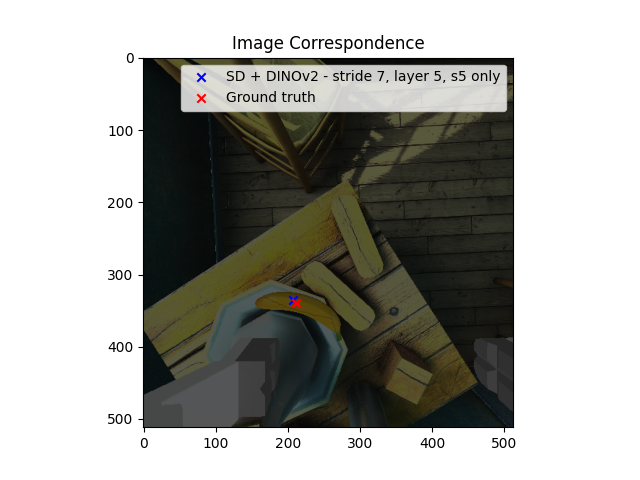 Image Correspondence
SD + DINOv2 - stride 7, layer 5, s5 only
Ground truth
0
100
200
300
400
500
0 100 200 300 400 500